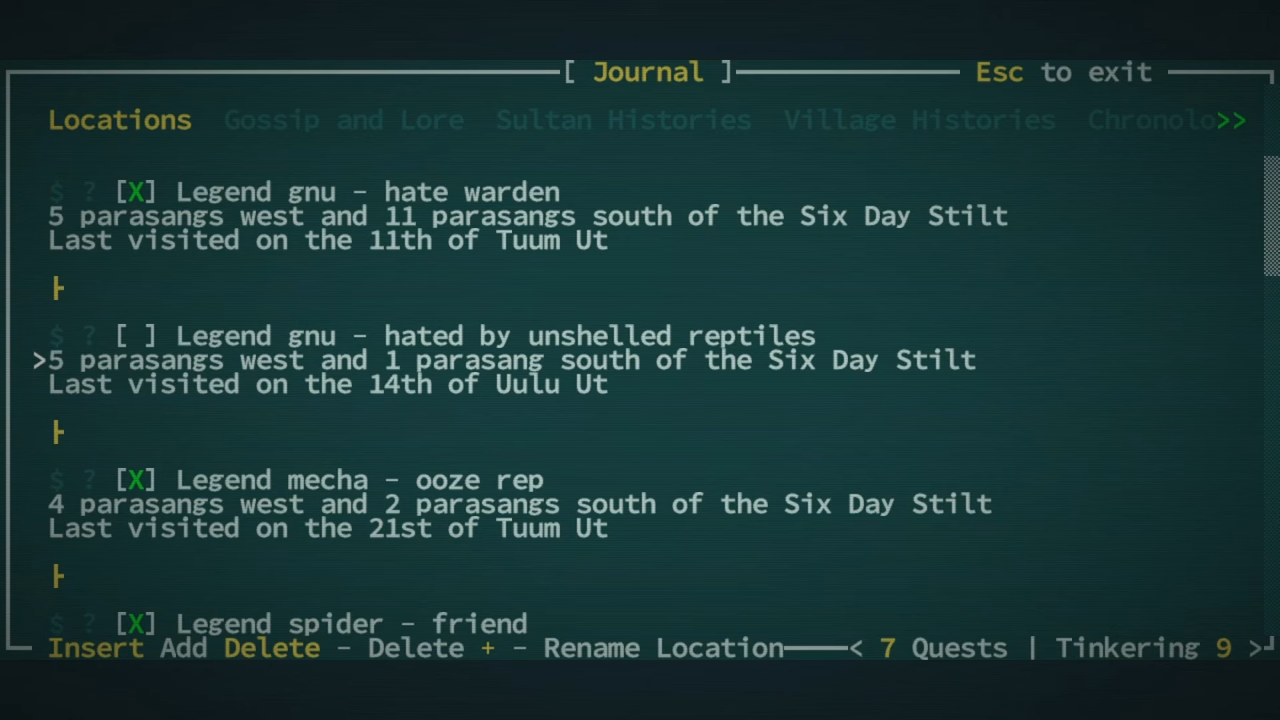 [ Journal ] Esc to exit
Locations Gossip and Lore Sultan Histories Village Histories Chronolo>>
$ ? [X] Legend gnu - hate warden
5 parasangs west and 11 parasangs south of the Six Day Stilt
Last visited on the 11th of Tuum Ut
$ ? [ ] Legend gnu - hated by unshelled reptiles
>5 parasangs west and 1 parasang south of the Six Day Stilt
Last visited on the 14th of Uulu Ut
$ ? [X] Legend mecha - ooze rep
4 parasangs west and 2 parasangs south of the Six Day Stilt
Last visited on the 21st of Tuum Ut
$ ? [X] Legend spider - friend
Insert Add Delete - Delete + - Rename Location < 7 Quests | Tinkering 9 >